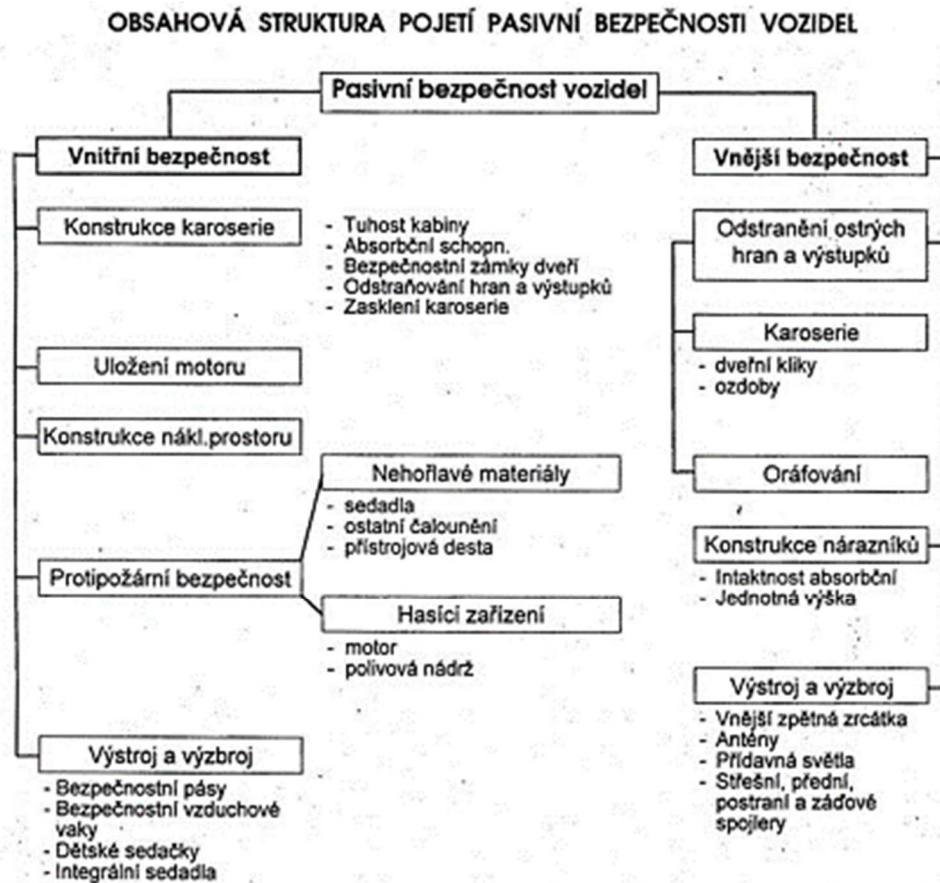 OBSAHOVÁ STRUKTURA POJETÍ PASIVNÍ BEZPEČNOSTI VOZIDEL
Pasivní bezpečnost vozidel
Vnitřní bezpečnost
Konstrukce karoserie
- Tuhost kabiny
- Absorbční schopn.
- Bezpečnostní zámky dveří
- Odstraňování hran a výstupků
- Zasklení karoserie
Uložení motoru
Konstrukce nákl.prostoru
Protipožární bezpečnost
Nehořlavé materiály
- sedadla
- ostatní čalounění
- přístrojová desta
Hasící zařízení
- motor
- polivová nádrž
Výstroj a výzbroj
- Bezpečnostní pásy
- Bezpečnostní vzduchové
vaky
- Dětské sedačky
- Integrální sedadla
Vnější bezpečnost
Odstranění ostrých
hran a výstupků
Karoserie
- dveřní kliky
- ozdoby
Oráfování
Konstrukce nárazníků
- Intaktnost absorbční
- Jednotná výška
Výstroj a výzbroj
- Vnější zpětná zrcátka
- Antény
- Přídavná světla
- Střešní, přední,
postraní a záďové
spojlery